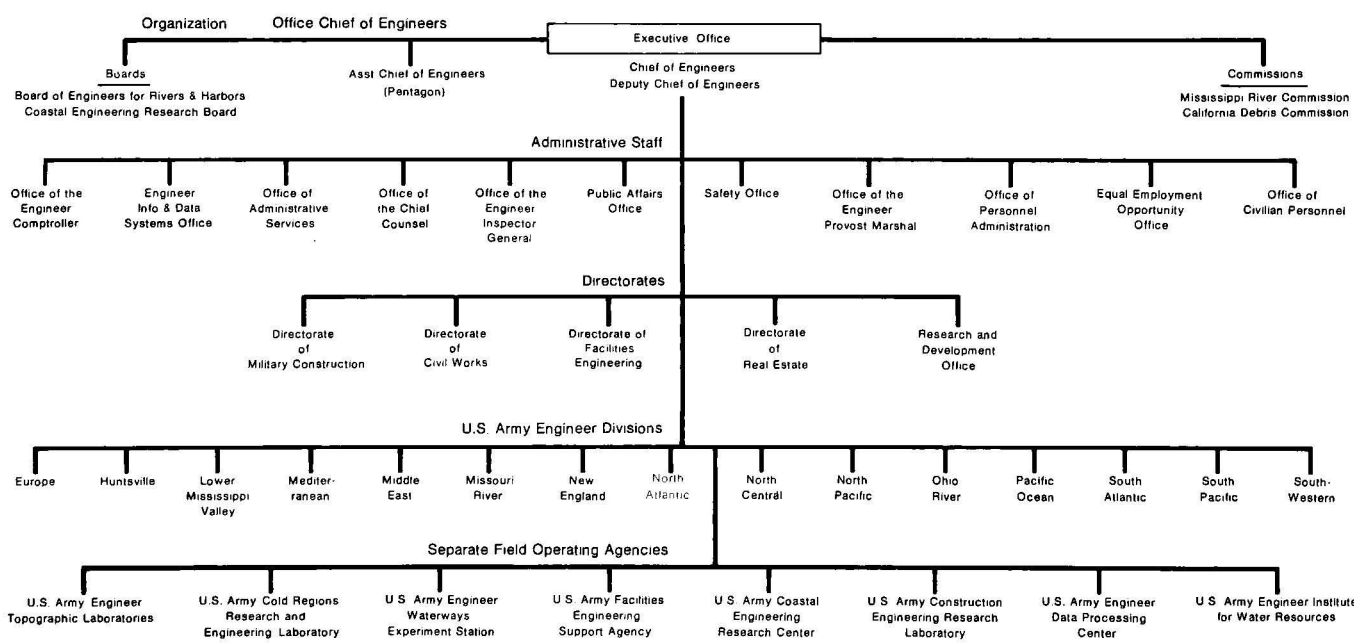 Organization Office Chief of Engineers
Executive Office
Boards
Board of Engineers for Rivers & Harbors
Coastal Engineering Research Board
Asst Chief of Engineers
(Pentagon)
Chief of Engineers
Deputy Chief of Engineers
Commissions
Mississippi River Commission
California Debris Commission
Administrative Staff
Office of the
Engineer
Comptroller
Engineer
Info & Data
Systems Office
Office of
Administrative
Services
Office of
the Chief
Counsel
Office of the
Engineer
Inspector
General
Public Affairs
Office
Safety Office
Office of the
Engineer
Provost Marshal
Office of
Personnel
Administration
Equal Employment
Opportunity
Office
Office of
Civilian Personnel
Directorates
Directorate
of
Military Construction
Directorate
of
Civil Works
Directorate of
Facilities
Engineering
Directorate
of
Real Estate
Research and
Development
Office
U.S. Army Engineer Divisions
Europe
Huntsville
Lower
Mississippi
Valley
Mediter-
ranean
Middle
East
Missouri
River
New
England
North
Atlantic
North
Central
North
Pacific
Ohio
River
Pacific
Ocean
South
Atlantic
South
Pacific
South-
Western
Separate Field Operating Agencies
U.S. Army Engineer
Topographic Laboratories
U.S. Army Cold Regions
Research and
Engineering Laboratory
U S Army Engineer
Waterways
Experiment Station
U S Army Facilities
Engineering
Support Agency
U S Army Coastal
Engineering
Research Center
U S Army Construction
Engineering Research
Laboratory
U.S. Army Engineer
Data Processing
Center
U S Army Engineer Institute
for Water Resources